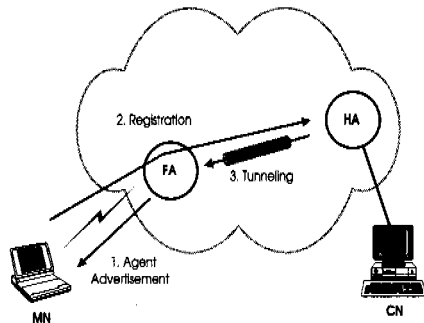 2. Registration
HA
FA
3. Tunneling
1. Agent
Advertisement
MN
CN